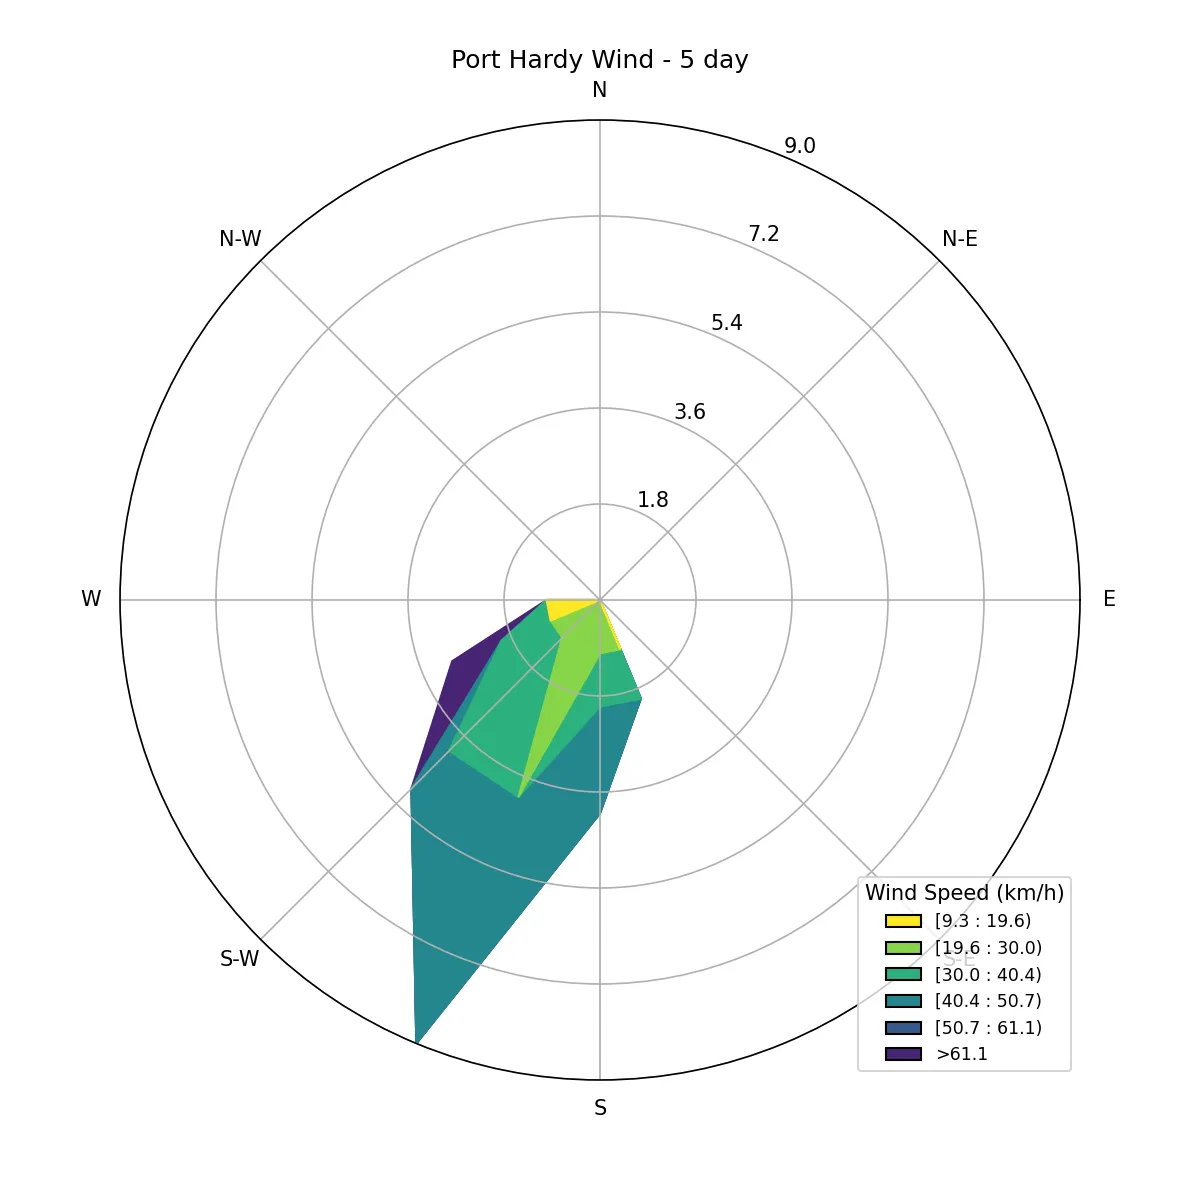 Port Hardy Wind - 5 day
N
9.0
7.2
N-W
N-E
5.4
3.6
1.8
W
E
Wind Speed (km/h)
[9.3 : 19.6)
[19.6 : 30.0)
S-W
S-E
[30.0 : 40.4)
[40.4 : 50.7)
[50.7 : 61.1)
>61.1
S